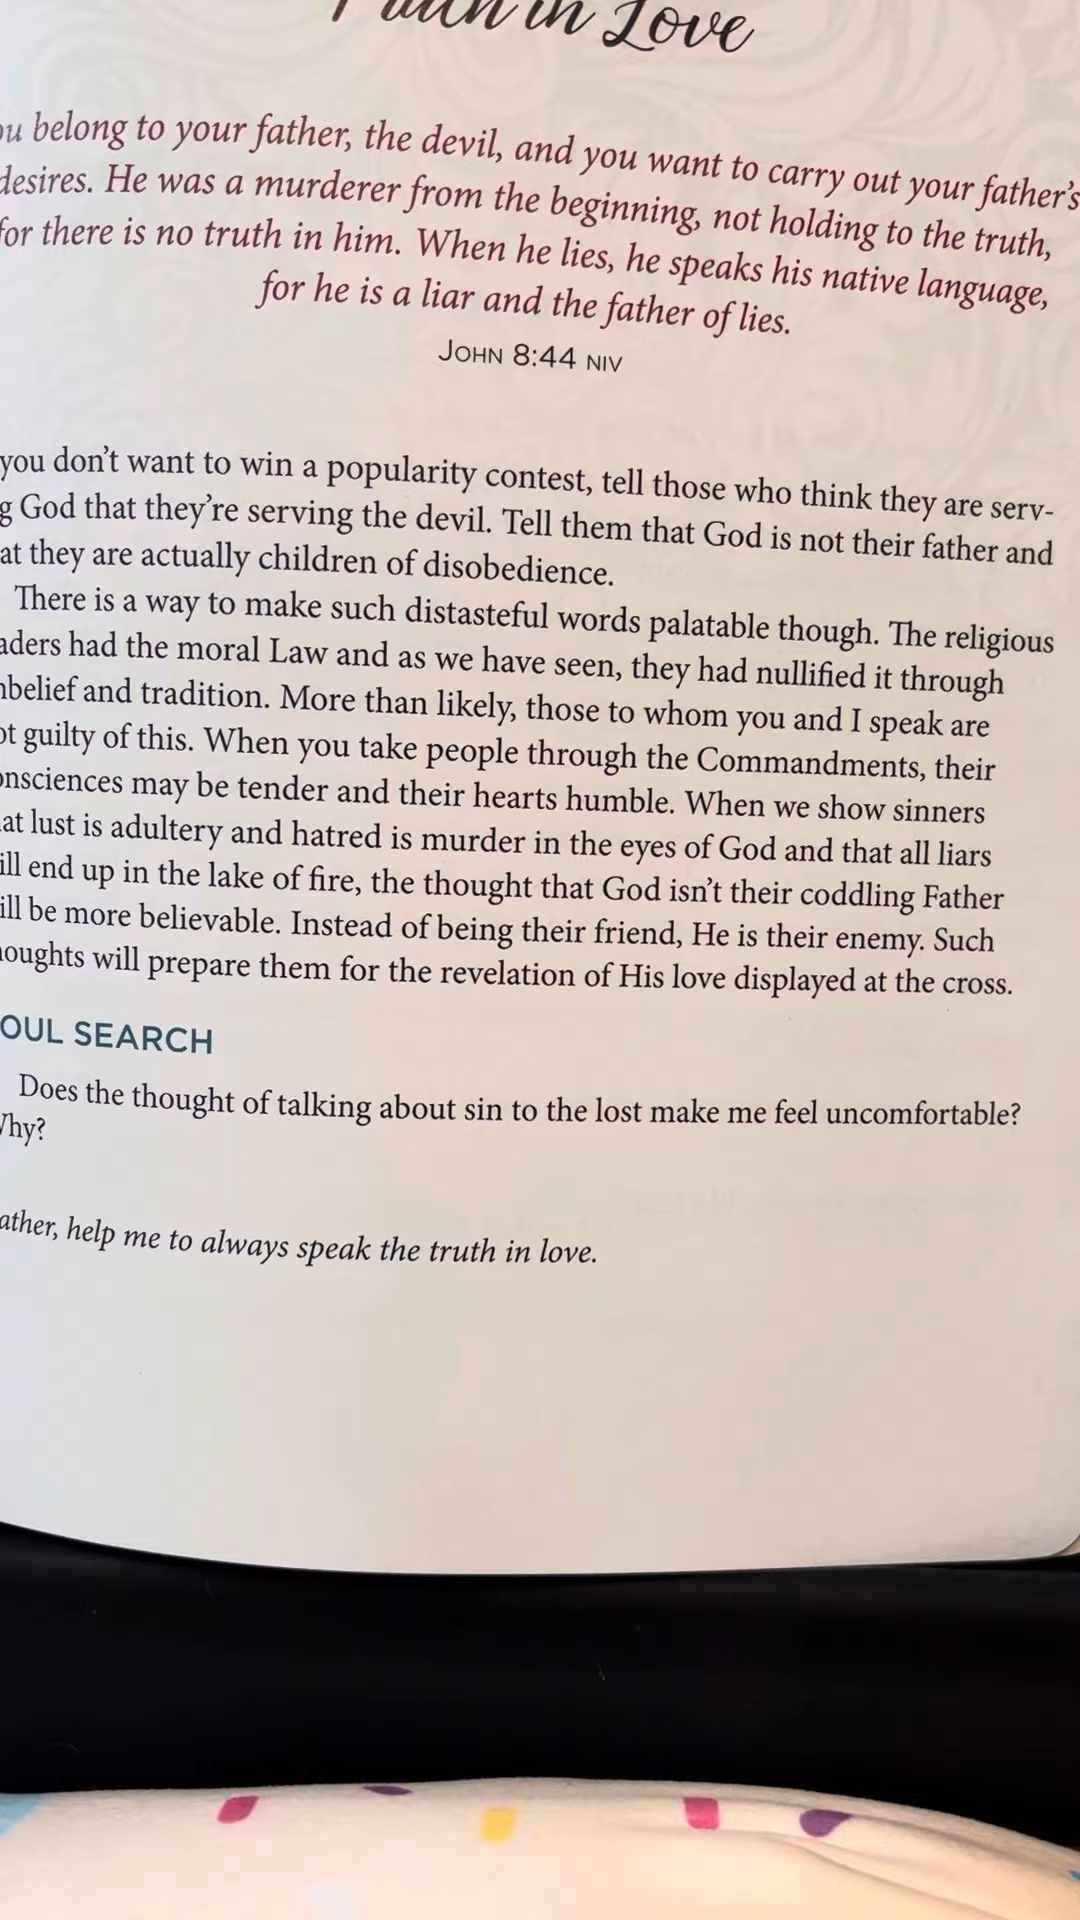 in Love
ou belong to your father, the devil, and you want to carry out your father's
desires. He was a murderer from the beginning, not holding to the truth,
for there is no truth in him. When he lies, he speaks his native language,
for he is a liar and the father of lies.
JOHN 8:44 NIV
you don't want to win a popularity contest, tell those who think they are serv-
g God that they're serving the devil. Tell them that God is not their father and
at they are actually children of disobedience.
There is a way to make such distasteful words palatable though. The religious
aders had the moral Law and as we have seen, they had nullified it through
nbelief and tradition. More than likely, those to whom you and I speak are
ot guilty of this. When you take people through the Commandments, their
onsciences may be tender and their hearts humble. When we show sinners
at lust is adultery and hatred is murder in the eyes of God and that all liars
ill end up in the lake of fire, the thought that God isn't their coddling Father
ill be more believable. Instead of being their friend, He is their enemy. Such
houghts will prepare them for the revelation of His love displayed at the cross.
OUL SEARCH
Does the thought of talking about sin to the lost make me feel uncomfortable?
Why?
ather, help me to always speak the truth in love.